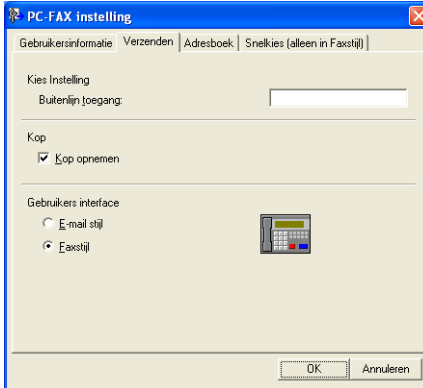 PC-FAX instelling
Gebruikersinformatie Verzenden Adresboek Snelkies (alleen in Faxstijl)
Kies Instelling
Buitenlijn toegang:
Kop
Kop opnemen
Gebruikers interface
E-mail stijl
Faxstijl
OK Annuleren